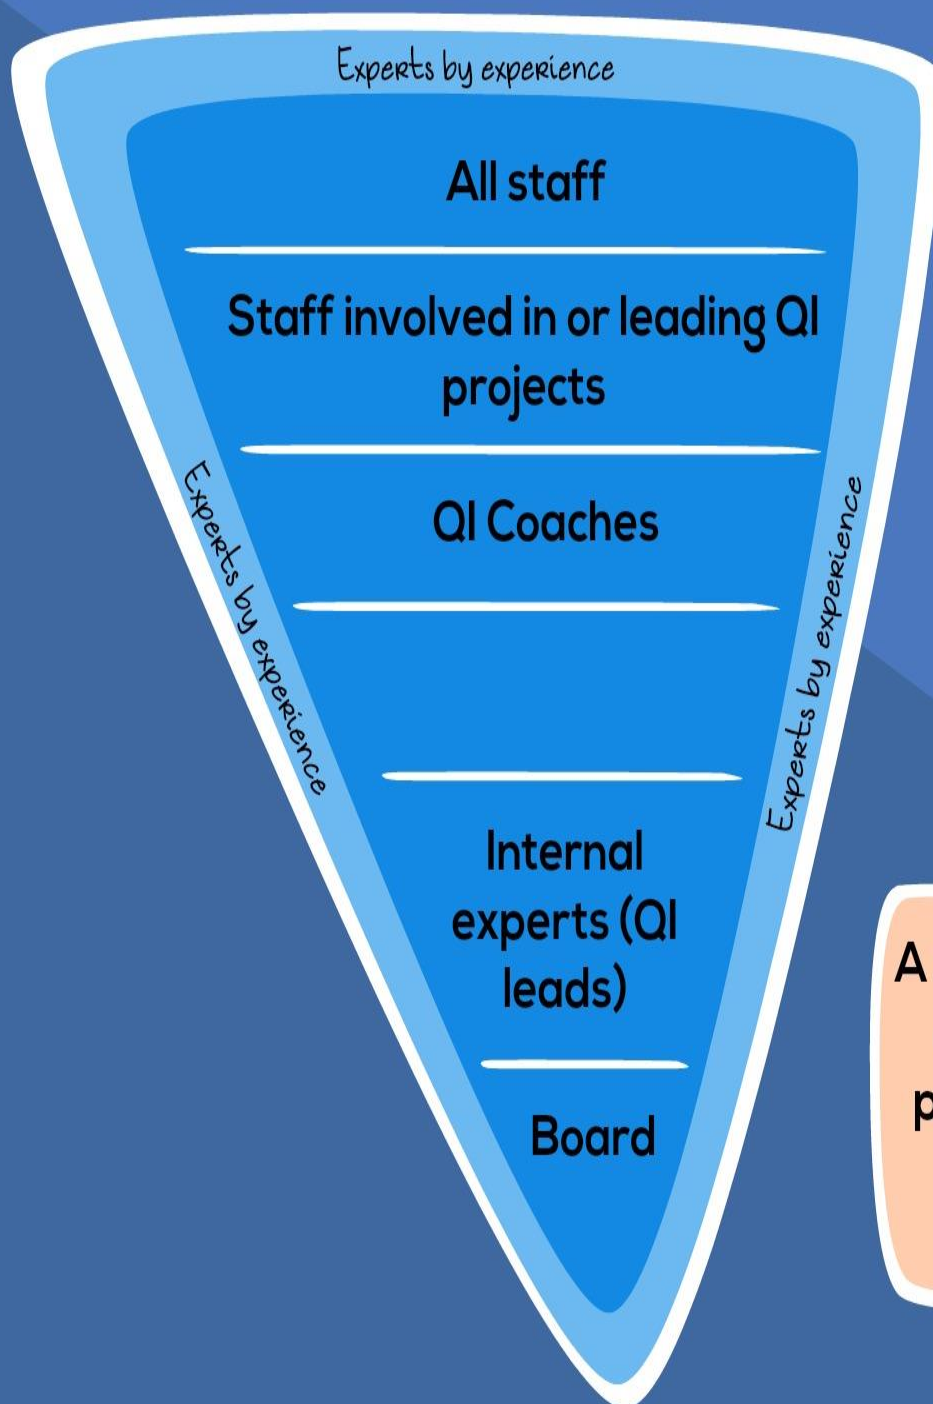 Experts by experience
All staff
Staff involved in or leading QI
projects
QI Coaches
Experts by experience
Experts by experience
Internal
experts (QI
leads)
Board
A
p